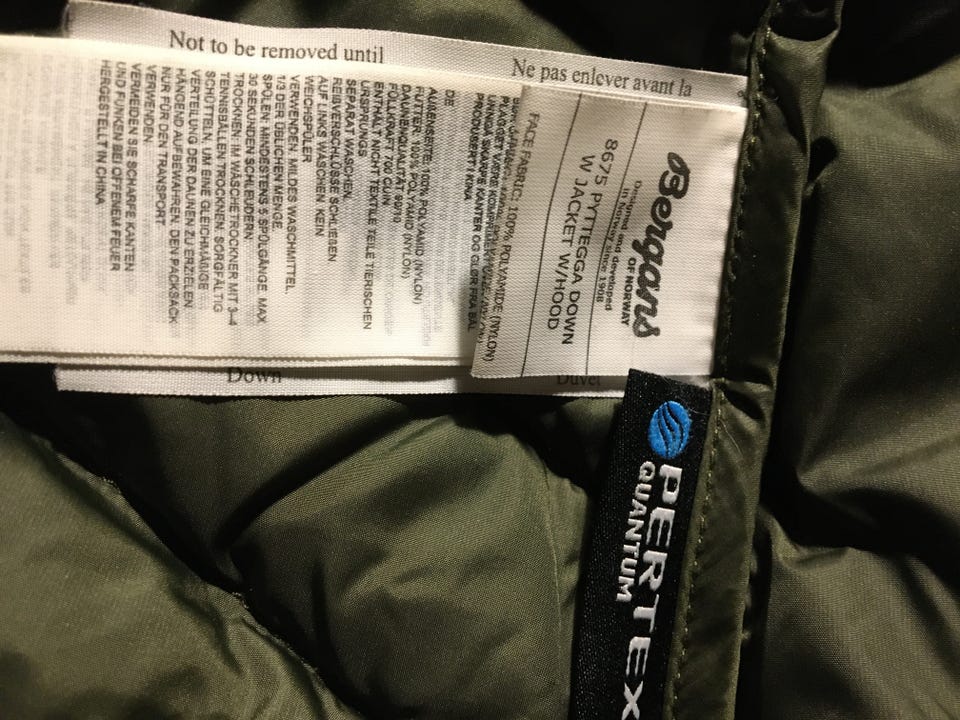 Not to be removed until
Ne pas enlever avant la
Bergans
OF NORWAY
Designed and developed
in Norway since 1908
8675 PYTTEGGA DOWN
W JACKET W/HOOD
FACE FABRIC: 100% POLYAMIDE (NYLON)
SKARPE KANTER OG GLØR FRA BÅL
PRODUSERT I KINA
DE
AUßENSEITE: 100% POLYAMID (NYLON)
FUTTER: 100% POLYAMID (NYLON)
DAUNENQUALITÄT 90/10
FÜLLKRAFT 700 CUIN
ENTHÄLT NICHT TEXTILE TEILE TIERISCHEN
URSPRUNGS
SEPARAT WASCHEN.
REIßVERSCHLÜSSE SCHLIEßEN
AUF LINKS WASCHEN KEIN
WEICHSPÜLER
VERWENDEN. MILDES WASCHMITTEL,
1/3 DER ÜBLICHEN MENGE.
SPÜLEN: MINDESTENS 5 SPÜLGÄNGE. MAX
30 SEKUNDEN SCHLEUDERN
TROCKNEN: IM WÄSCHETROCKNER MIT 3-4
TENNISBÄLLEN TROCKNEN. SORGFÄLTIG
SCHÜTTELN, UM EINE GLEICHMÄßIGE
VERTEILUNG DER DAUNEN ZU ERZIELEN.
HÄNGEND AUFBEWAHREN. DEN PACKSACK
NUR FÜR DEN TRANSPORT
VERWENDEN.
VERMEIDEN SIE SCHARFE KANTEN
UND FUNKEN BEI OFFENEM FEUER
HERGESTELLT IN CHINA
Down
Duvet
PERTEX
QUANTUM